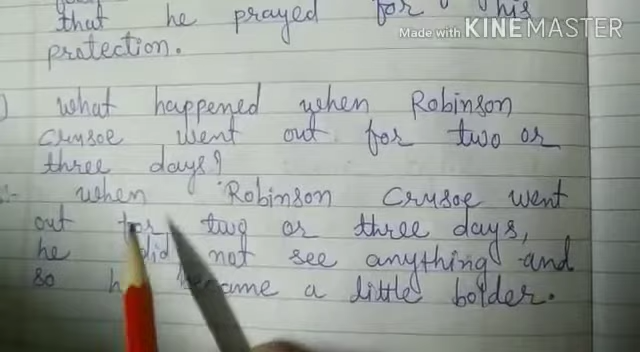 that he prayed for his
Made with KINEMASTER
protection.
what happened when Robinson
Crusoe went out for two or
three days?
:- when Robinson Crusoe went
out for two or three days,
he did not see anything and
so became a little bolder.